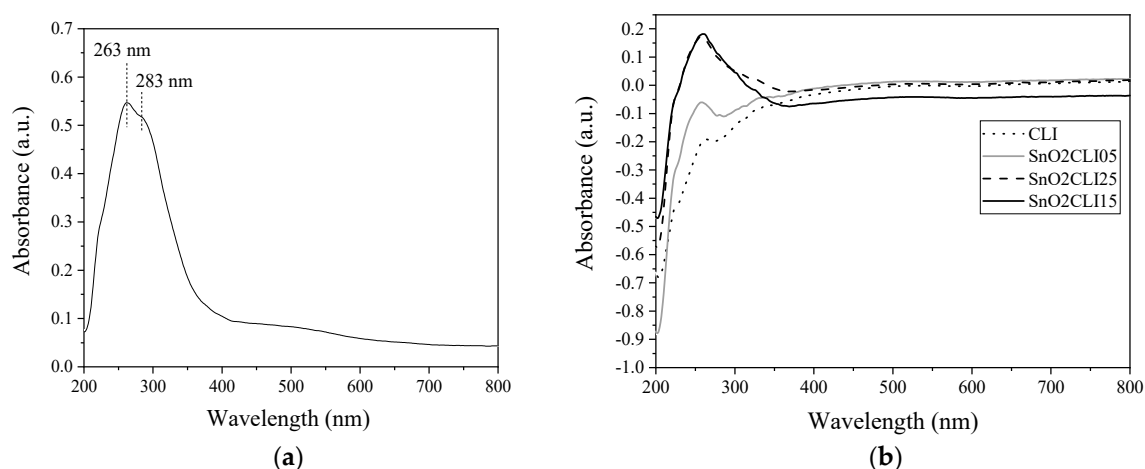 263 nm
283 nm
0.7
0.6
0.5
0.4
0.3
0.2
0.1
0.0
Absorbance (a.u.)
200 300 400 500 600 700 800
Wavelength (nm)
(a)
0.2
0.1
0.0
-0.1
-0.2
-0.3
-0.4
-0.5
-0.6
-0.7
-0.8
-0.9
-1.0
Absorbance (a.u.)
CLI
SnO2CLI05
SnO2CLI25
SnO2CLI15
200 300 400 500 600 700 800
Wavelength (nm)
(b)